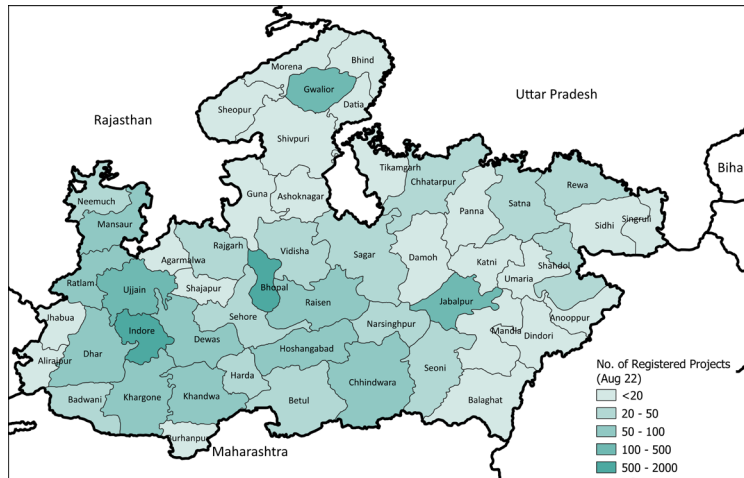 Morena
Bhind
Gwalior
Sheopur
Datia
Uttar Pradesh
Rajasthan
Shivpuri
Tikamgarh
Biha
Chhatarpur
Rewa
Neemuch
Guna
Ashoknagar
Panna
Satna
Mansaur
Sidhi
Singruli
Rajgarh
Vidisha
Sagar
Damoh
Katni
Agarmalwa
Shahdol
Umaria
Ratlam
Ujjain
Shajapur
Bhopal
Raisen
Jabalpur
Jhabua
Sehore
Narsinghpur
Anooppur
Indore
Dewas
Mandla
Dindori
Alirajpur
Dhar
Hoshangabad
Chhindwara
Seoni
Harda
Badwani
Khargone
Khandwa
Betul
Balaghat
Burhanpur
Maharashtra
No. of Registered Projects
(Aug 22)
<20
20 - 50
50 - 100
100 - 500
500 - 2000